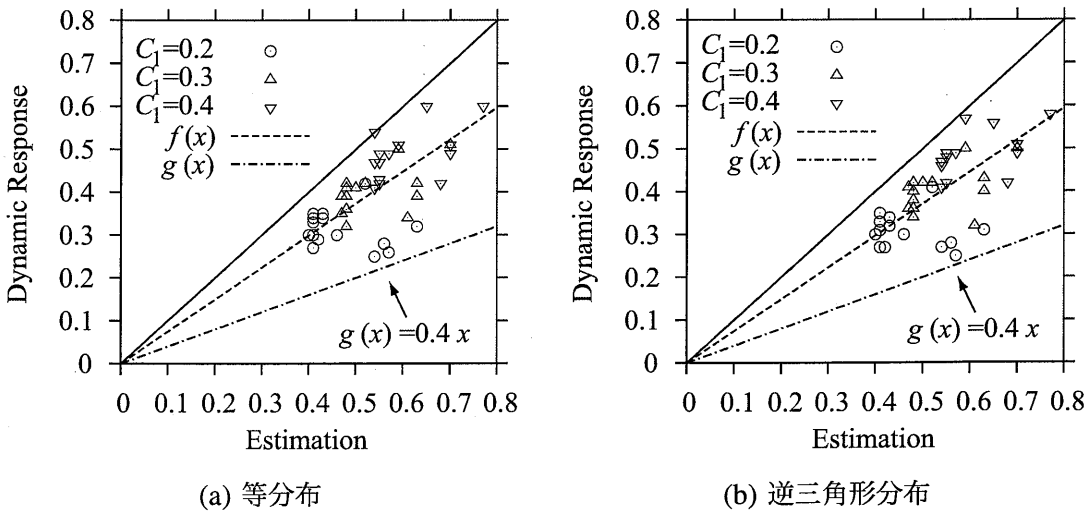 Dynamic Response
0.8
0.7
0.6
0.5
0.4
0.3
0.2
0.1
0
C₁=0.2
C₁=0.3
C₁=0.4
f(x)
g(x)
g(x)=0.4x
0 0.1 0.2 0.3 0.4 0.5 0.6 0.7 0.8
Estimation
(a) 等分布
Dynamic Response
0.8
0.7
0.6
0.5
0.4
0.3
0.2
0.1
0
C₁=0.2
C₁=0.3
C₁=0.4
f(x)
g(x)
g(x)=0.4x
0 0.1 0.2 0.3 0.4 0.5 0.6 0.7 0.8
Estimation
(b) 逆三角形分布